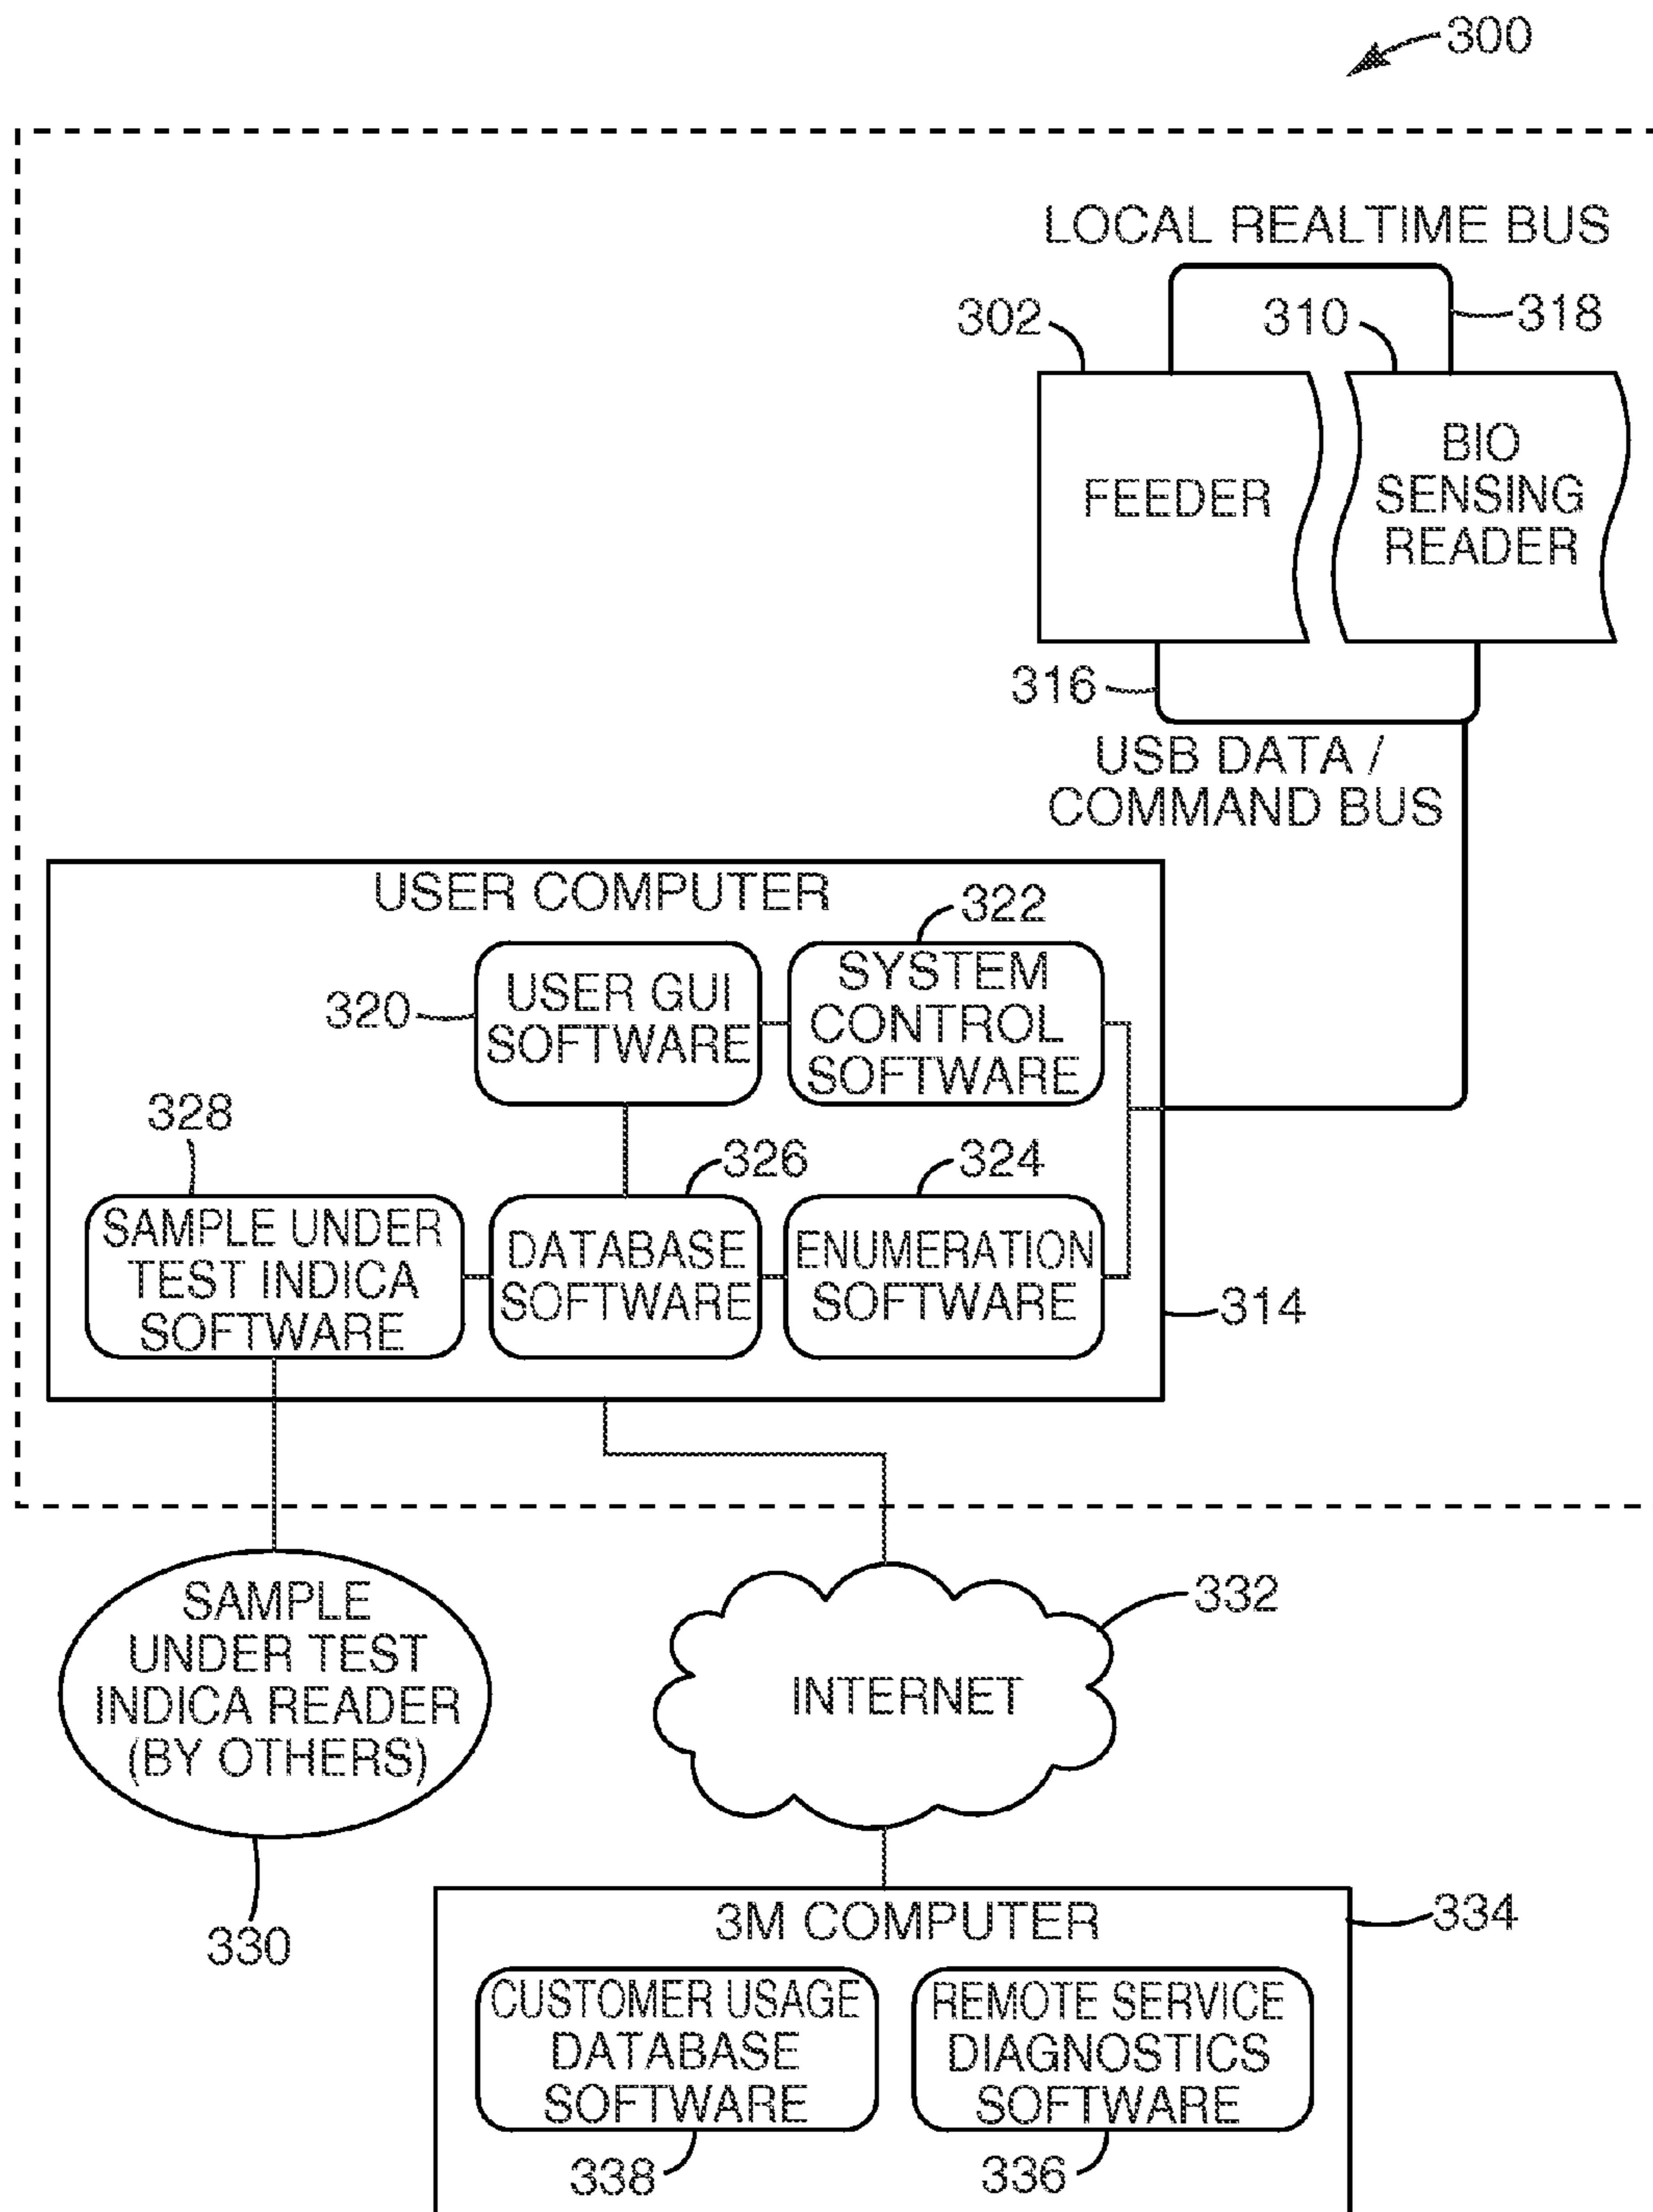 300
LOCAL REALTIME BUS
302
310
318
FEEDER
BIO
SENSING
READER
316
USB DATA /
COMMAND BUS
USER COMPUTER
322
320
USER GUI
SOFTWARE
SYSTEM
CONTROL
SOFTWARE
328
326
324
SAMPLE UNDER
TEST INDICA
SOFTWARE
DATABASE
SOFTWARE
ENUMERATION
SOFTWARE
314
SAMPLE
UNDER TEST
INDICA READER
(BY OTHERS)
330
332
INTERNET
3M COMPUTER
334
CUSTOMER USAGE
DATABASE
SOFTWARE
REMOTE SERVICE
DIAGNOSTICS
SOFTWARE
338
336